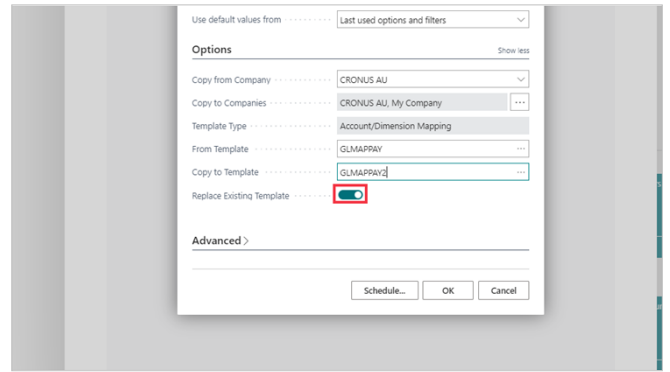 Use default values from Last used options and filters
Options Show less
Copy from Company CRONUS AU
Copy to Companies CRONUS AU, My Company ...
Template Type Account/Dimension Mapping
From Template GLMAPPAY ...
Copy to Template GLMAPPAY2 ...
Replace Existing Template
Advanced >
Schedule... OK Cancel